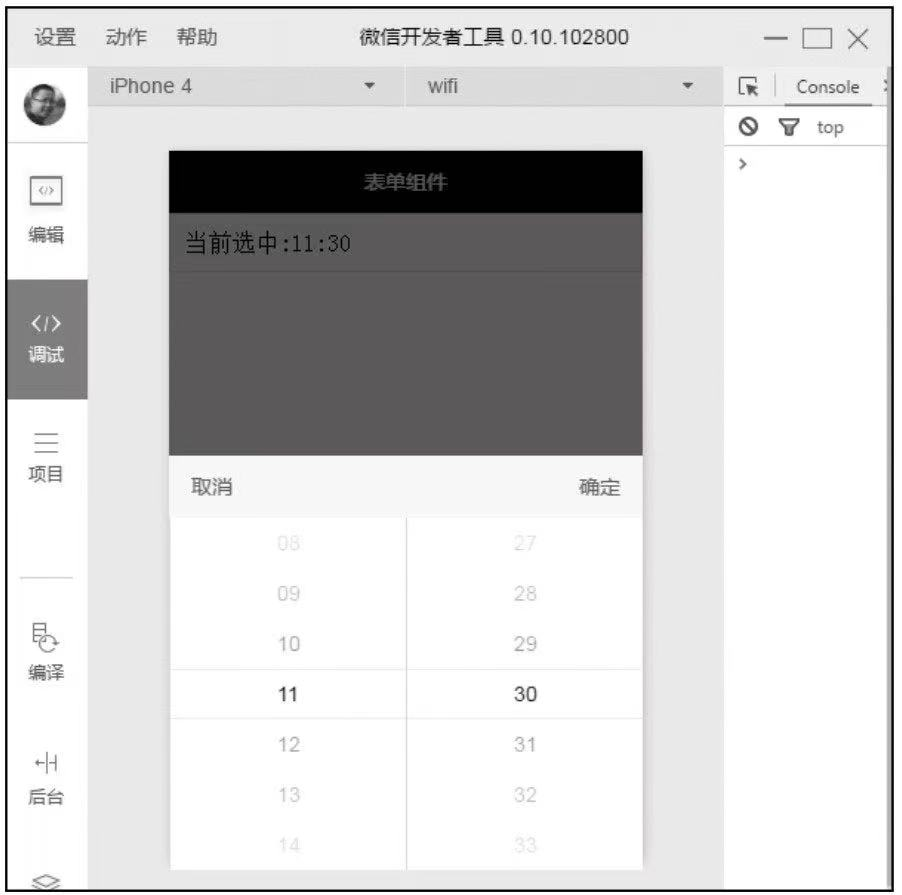 设置 动作 帮助 微信开发者工具 0.10.102800
iPhone 4 wifi Console
top
编辑
调试
项目
编译
后台
表单组件
当前选中:11:30
取消 确定
08 27
09 28
10 29
11 30
12 31
13 32
14 33